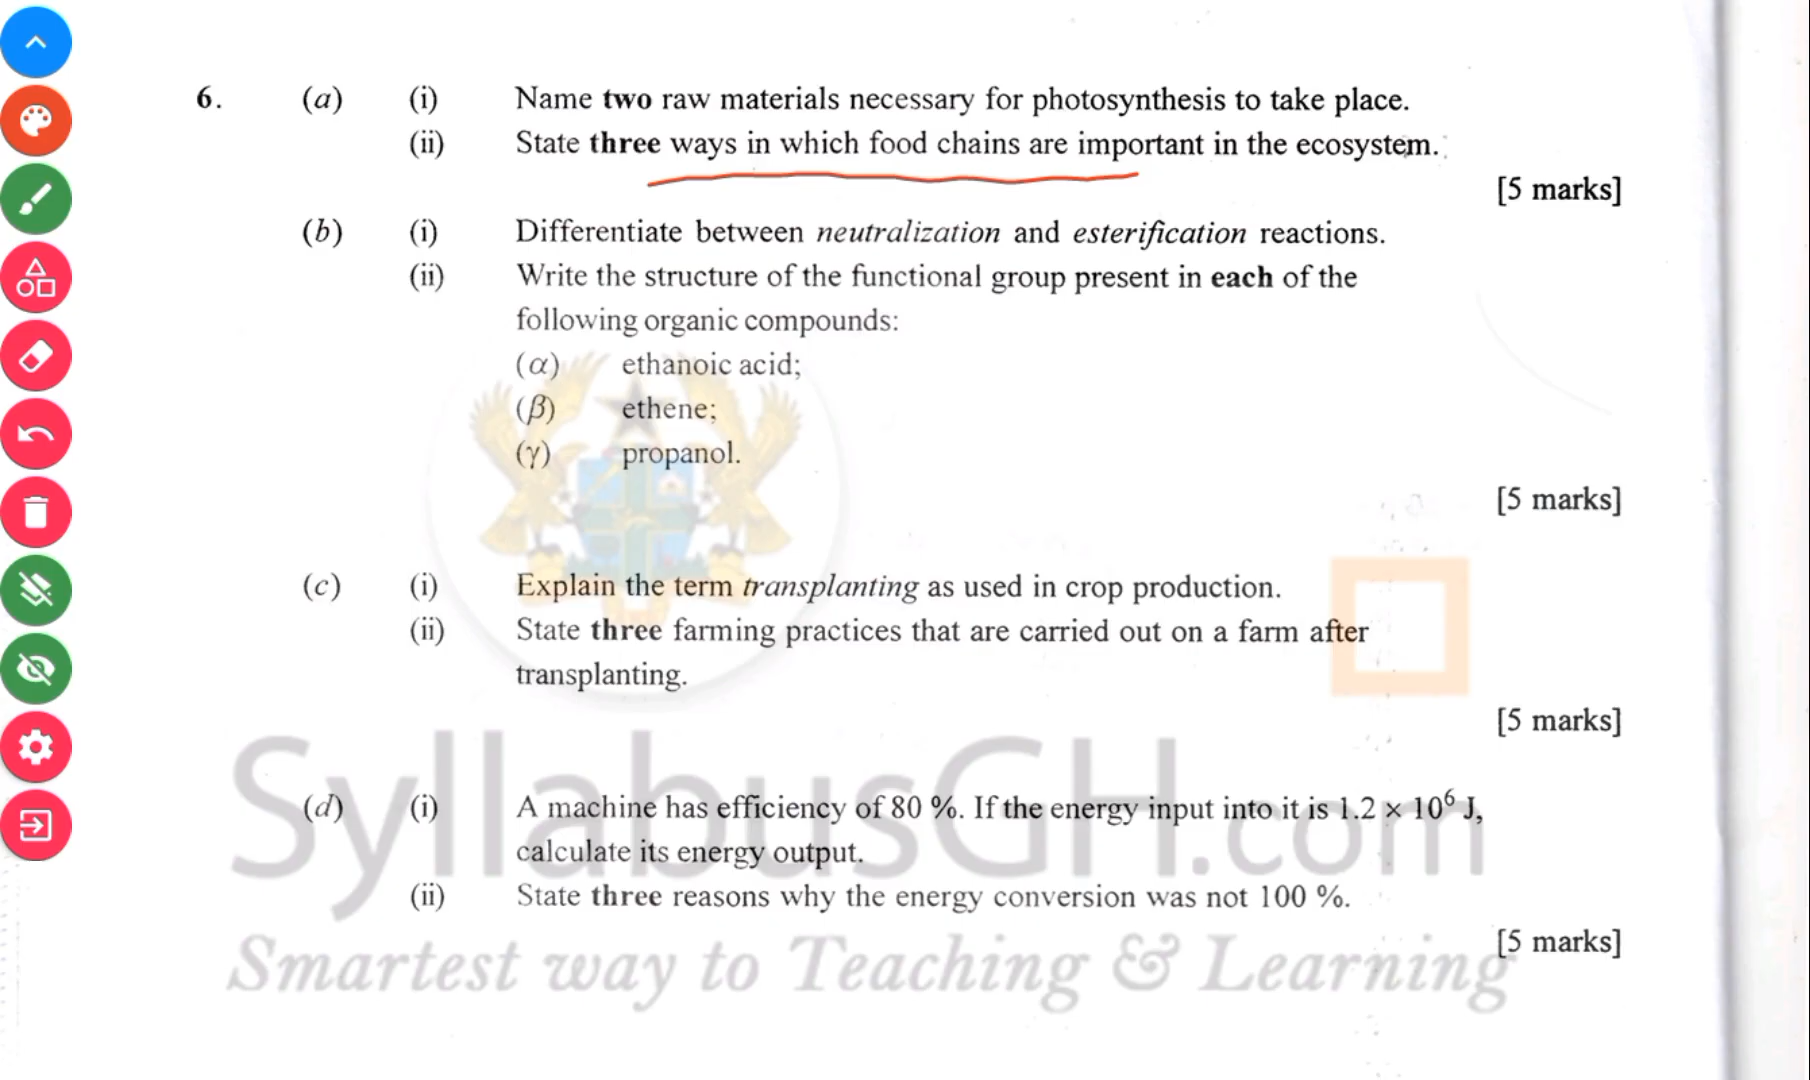 6. (a) (i) Name two raw materials necessary for photosynthesis to take place.
(ii) State three ways in which food chains are important in the ecosystem.
[5 marks]
(b) (i) Differentiate between neutralization and esterification reactions.
(ii) Write the structure of the functional group present in each of the
following organic compounds:
(α) ethanoic acid;
(β) ethene;
(γ) propanol.
[5 marks]
(c) (i) Explain the term transplanting as used in crop production.
(ii) State three farming practices that are carried out on a farm after
transplanting.
[5 marks]
(d) (i) A machine has efficiency of 80 %. If the energy input into it is 1.2 × 10⁶ J,
calculate its energy output.
(ii) State three reasons why the energy conversion was not 100 %.
[5 marks]
SyllabusGH.com
Smartest way to Teaching & Learning